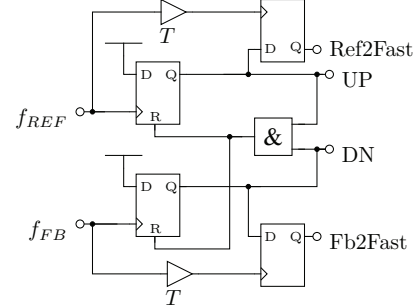 T
D Q
Ref2Fast
D Q
UP
f_REF
R
&
DN
D Q
f_FB
R
D Q
Fb2Fast
T